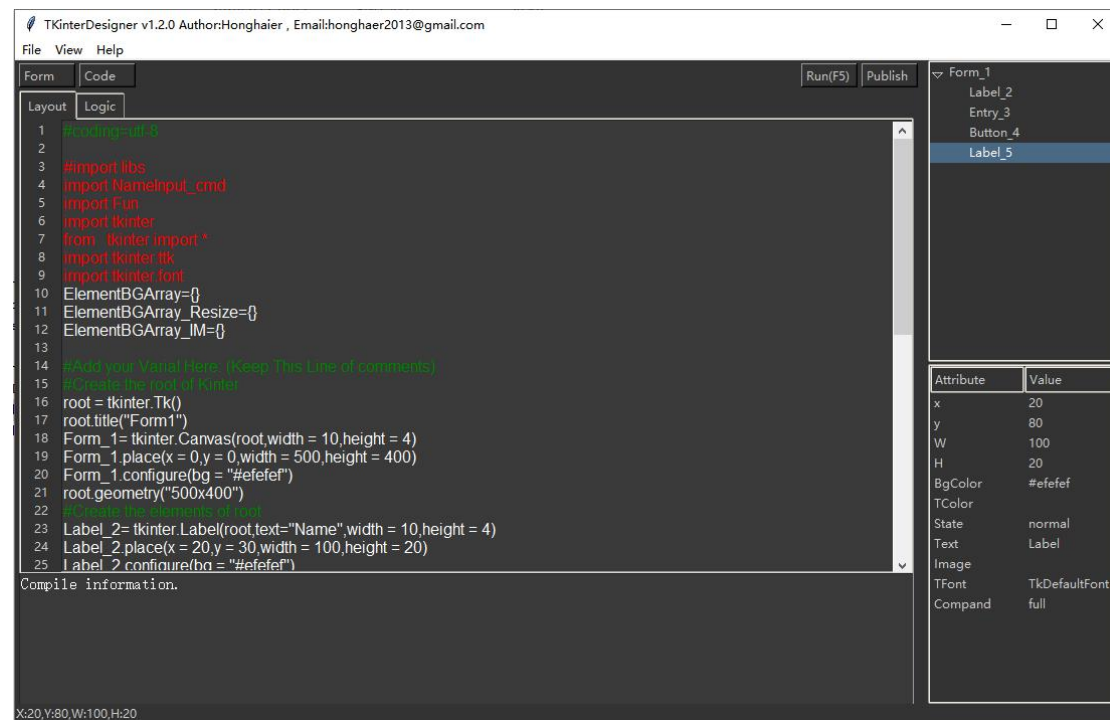 TKinterDesigner v1.2.0 Author:Honghaier , Email:honghaer2013@gmail.com
File View Help
Form Code Run(F5) Publish
Layout Logic
1 #coding=utf-8
2
3 #import libs
4 import NameInput_cmd
5 import Fun
6 import tkinter
7 from tkinter import *
8 import tkinter.ttk
9 import tkinter.font
10 ElementBGArray={}
11 ElementBGArray_Resize={}
12 ElementBGArray_IM={}
13
14 #Add your Varial Here: (Keep This Line of comments)
15 #Create the root of Kinter
16 root = tkinter.Tk()
17 root.title("Form1")
18 Form_1= tkinter.Canvas(root,width = 10,height = 4)
19 Form_1.place(x = 0,y = 0,width = 500,height = 400)
20 Form_1.configure(bg = "#efefef")
21 root.geometry("500x400")
22 #Create the elements of root
23 Label_2= tkinter.Label(root,text="Name",width = 10,height = 4)
24 Label_2.place(x = 20,y = 30,width = 100,height = 20)
25 Label_2.configure(bg = "#efefef")
Compile information.
X:20,Y:80,W:100,H:20
Form_1
Label_2
Entry_3
Button_4
Label_5
Attribute Value
x 20
y 80
W 100
H 20
BgColor #efefef
TColor
State normal
Text Label
Image
TFont TkDefaultFont
Compand full